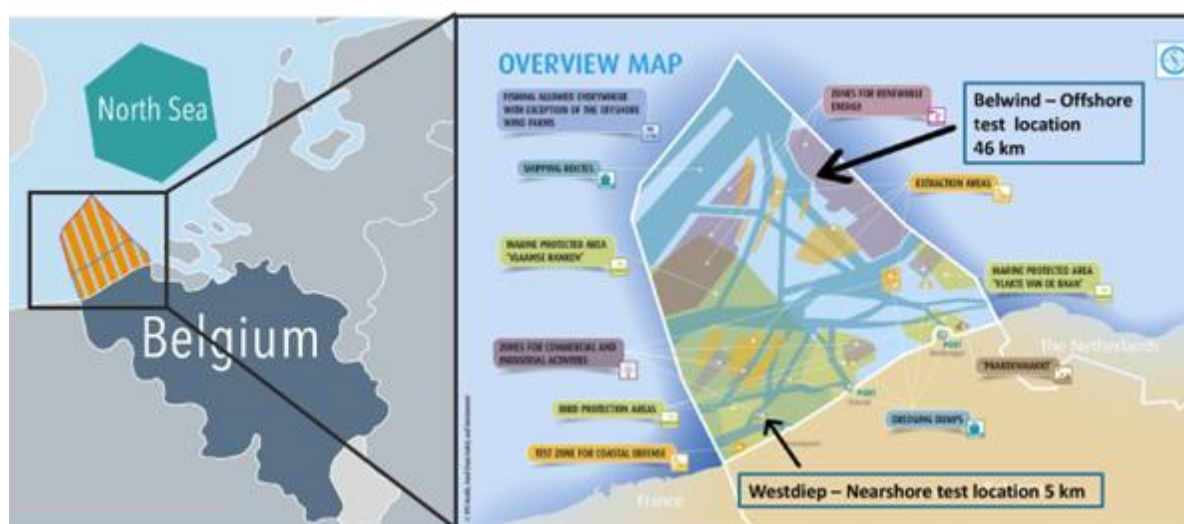 North Sea
Belgium
OVERVIEW MAP
FISHING ALLOWED EVERYWHERE
WITH EXCEPTION OF THE OFFSHORE
WIND FARMS
ZONES FOR RENEWABLE
ENERGY
Belwind – Offshore
test location
46 km
SHIPPING ROUTES
EXTRACTION AREAS
MARINE PROTECTED AREA
"VLAAMSE BANKEN"
MARINE PROTECTED AREA
"VLAKTE VAN DE RAAN"
PORT
The Netherlands
ZONES FOR COMMERCIAL AND
INDUSTRIAL ACTIVITIES
'PAARDENMARKT'
PORT
BIRD PROTECTION AREAS
DREDGING DUMPS
TEST ZONE FOR COASTAL DEFENSE
Westdiep – Nearshore test location 5 km
France